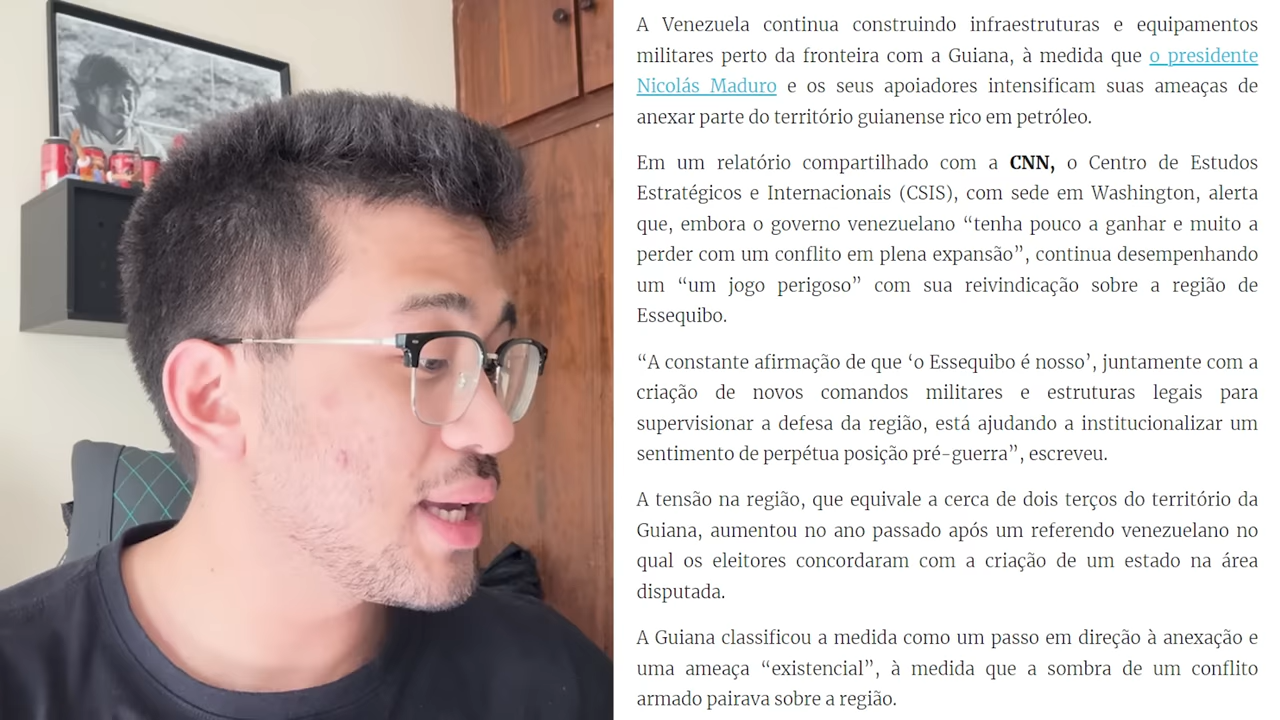 A Venezuela continua construindo infraestruturas e equipamentos
militares perto da fronteira com a Guiana, à medida que o presidente
Nicolás Maduro e os seus apoiadores intensificam suas ameaças de
anexar parte do território guianense rico em petróleo.
Em um relatório compartilhado com a CNN, o Centro de Estudos
Estratégicos e Internacionais (CSIS), com sede em Washington, alerta
que, embora o governo venezuelano “tenha pouco a ganhar e muito a
perder com um conflito em plena expansão”, continua desempenhando
um “um jogo perigoso” com sua reivindicação sobre a região de
Essequibo.
“A constante afirmação de que ‘o Essequibo é nosso’, juntamente com a
criação de novos comandos militares e estruturas legais para
supervisionar a defesa da região, está ajudando a institucionalizar um
sentimento de perpétua posição pré-guerra”, escreveu.
A tensão na região, que equivale a cerca de dois terços do território da
Guiana, aumentou no ano passado após um referendo venezuelano no
qual os eleitores concordaram com a criação de um estado na área
disputada.
A Guiana classificou a medida como um passo em direção à anexação e
uma ameaça “existencial”, à medida que a sombra de um conflito
armado pairava sobre a região.